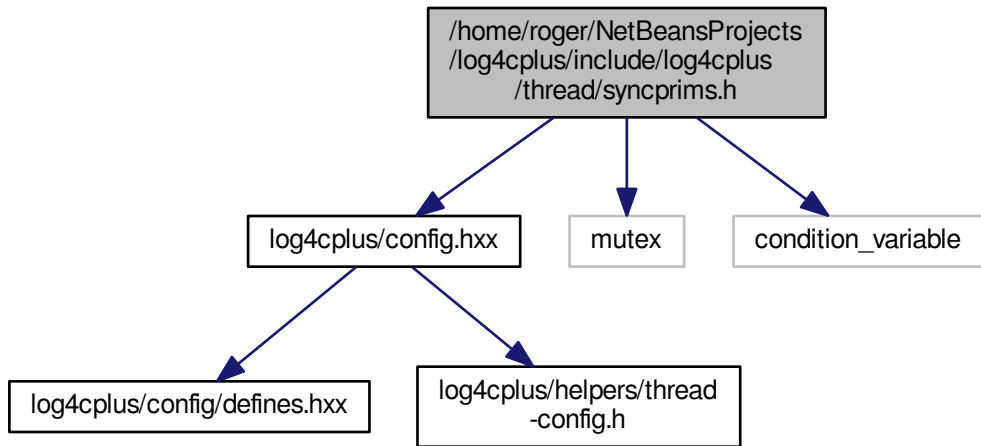 /home/roger/NetBeansProjects
/log4cplus/include/log4cplus
/thread/syncprims.h
log4cplus/config.hxx
mutex
condition_variable
log4cplus/config/defines.hxx
log4cplus/helpers/thread
-config.h